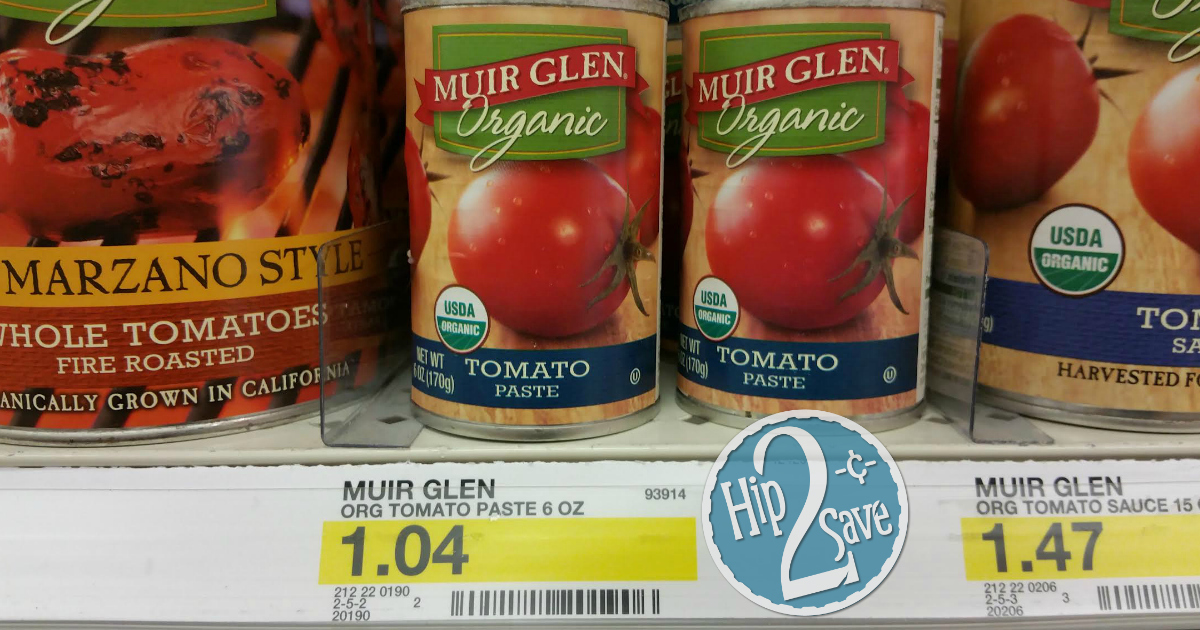 MARZANO STYLE
WHOLE TOMATOES
FIRE ROASTED
ANICALLY GROWN IN CALIFORNIA
MUIR GLEN®
Organic
USDA
ORGANIC
NET WT
6 OZ (170g)
TOMATO
PASTE
MUIR GLEN®
Organic
USDA
ORGANIC
NET WT
OZ (170g)
TOMATO
PASTE
USDA
ORGANIC
TOM
SA
HARVESTED FO
MUIR GLEN
ORG TOMATO PASTE 6 OZ
93914
1.04
212 22 0190
2-5-2 2
20190
Hip 2 Save
-¢-
MUIR GLEN
ORG TOMATO SAUCE 15
1.47
212 22 0206
2-5-3 3
20206